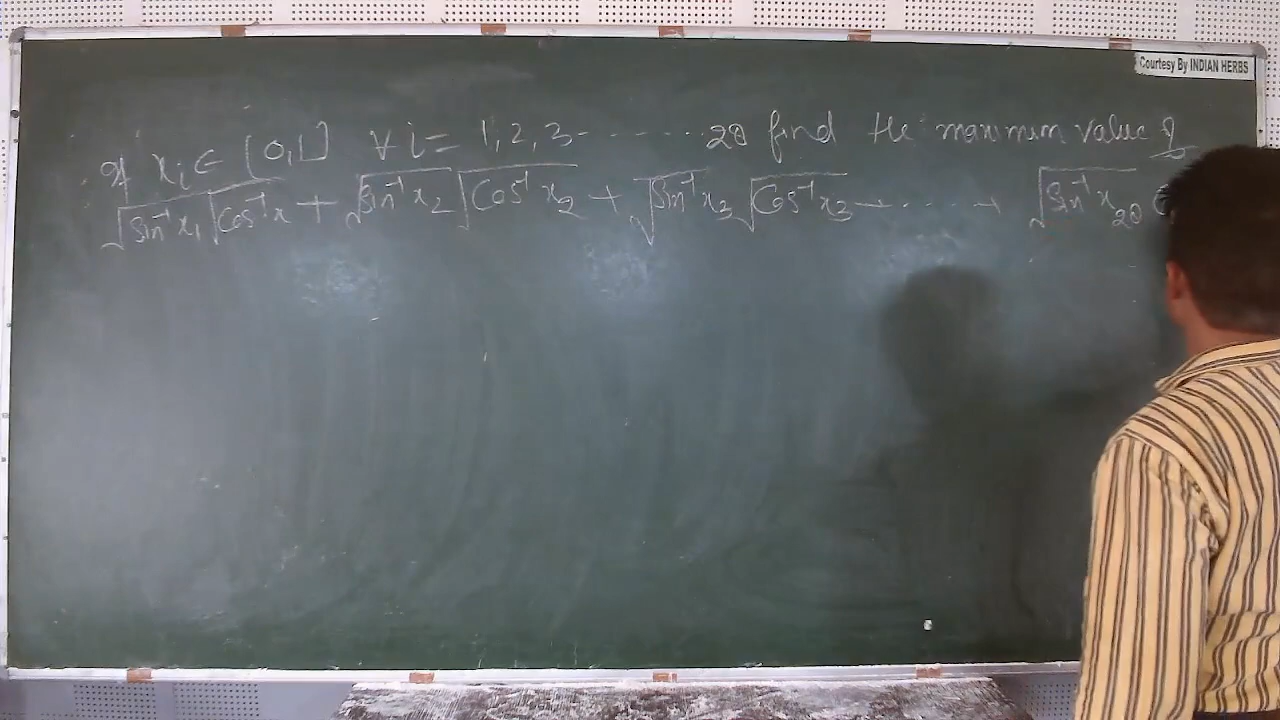 Courtesy By INDIAN HERBS
If xᵢ ∈ [0,1] ∀ i = 1, 2, 3 - - - - - - - 20 find the maximum value of
√sin⁻¹x₁ √Cos⁻¹x + √sin⁻¹x₂ √Cos⁻¹x₂ + √sin⁻¹x₃ √Cos⁻¹x₃ + - - - - + √sin⁻¹x₂₀